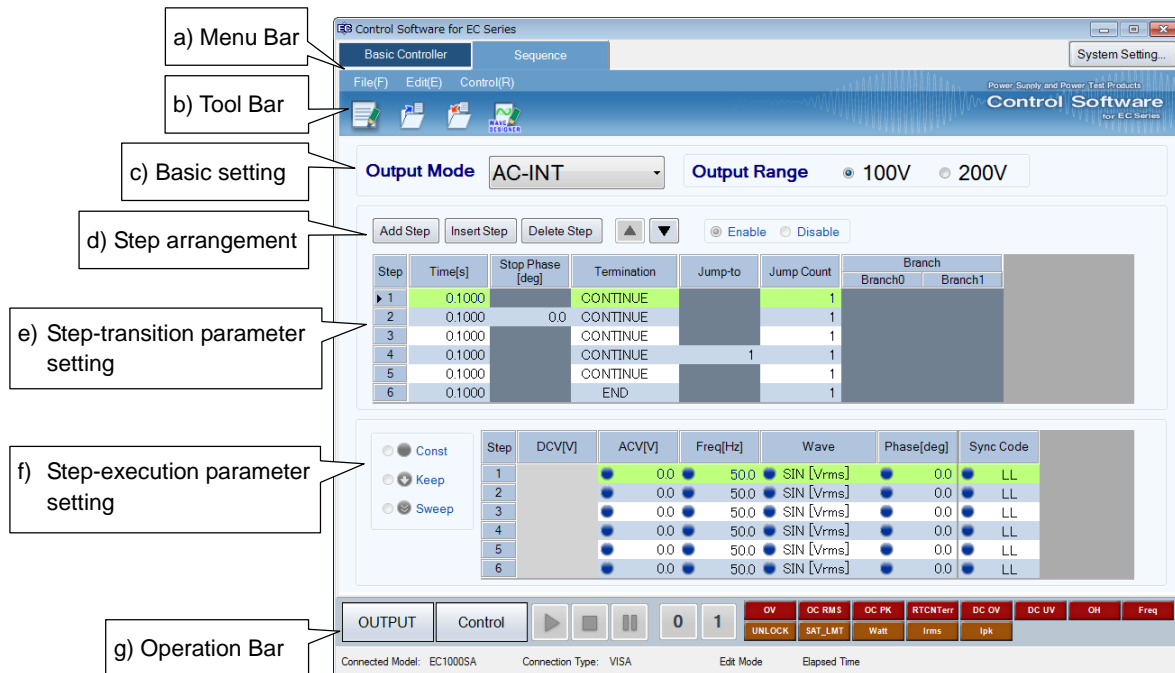 a) Menu Bar
b) Tool Bar
c) Basic setting
d) Step arrangement
e) Step-transition parameter
setting
f) Step-execution parameter
setting
g) Operation Bar
EC Control Software for EC Series
Basic Controller Sequence System Setting...
File(F) Edit(E) Control(R)
Power Supply and Power Test Products
Control Software
for EC Series
WAVE
DESIGNER
Output Mode AC-INT Output Range 100V 200V
Add Step Insert Step Delete Step Enable Disable
Step Time[s] Stop Phase [deg] Termination Jump-to Jump Count Branch
Branch0 Branch1
1 0.1000 CONTINUE 1
2 0.1000 0.0 CONTINUE 1
3 0.1000 CONTINUE 1
4 0.1000 CONTINUE 1 1
5 0.1000 CONTINUE 1
6 0.1000 END 1
Const
Keep
Sweep
Step DCV[V] ACV[V] Freq[Hz] Wave Phase[deg] Sync Code
1 0.0 50.0 SIN [Vrms] 0.0 LL
2 0.0 50.0 SIN [Vrms] 0.0 LL
3 0.0 50.0 SIN [Vrms] 0.0 LL
4 0.0 50.0 SIN [Vrms] 0.0 LL
5 0.0 50.0 SIN [Vrms] 0.0 LL
6 0.0 50.0 SIN [Vrms] 0.0 LL
OUTPUT Control 0 1
OV OC RMS OC PK RTCNTerr DC OV DC UV OH Freq
UNLOCK SAT_LMT Watt Irms Ipk
Connected Model: EC1000SA Connection Type: VISA Edit Mode Elapsed Time